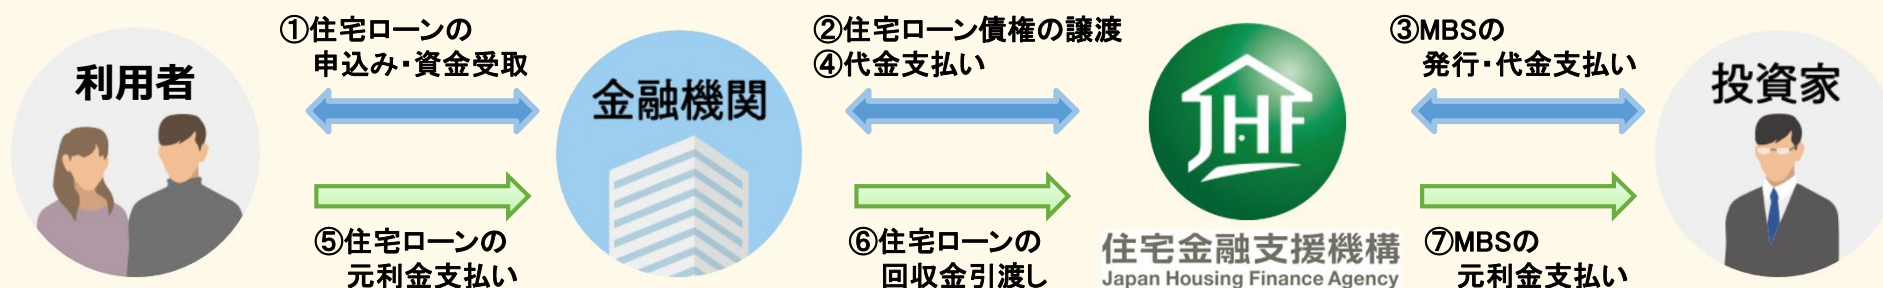 利用者
①住宅ローンの
申込み・資金受取
⑤住宅ローンの
元利金支払い
金融機関
②住宅ローン債権の譲渡
④代金支払い
⑥住宅ローンの
回収金引渡し
JHF
住宅金融支援機構
Japan Housing Finance Agency
③MBSの
発行・代金支払い
⑦MBSの
元利金支払い
投資家